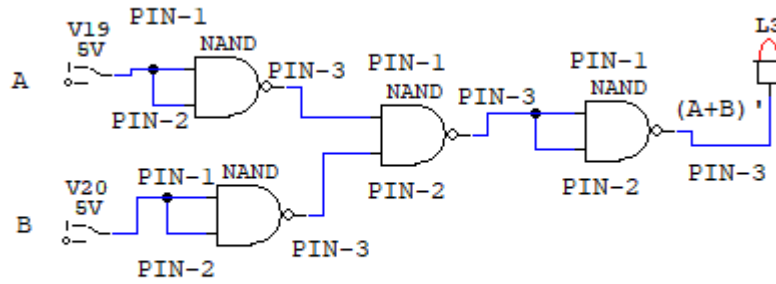 PIN-1
V19
5V
NAND
A
PIN-3
PIN-2
PIN-1
NAND
PIN-3
PIN-2
PIN-1
NAND
PIN-2
(A+B)'
PIN-3
L3
V20
5V
B
PIN-1
NAND
PIN-3
PIN-2